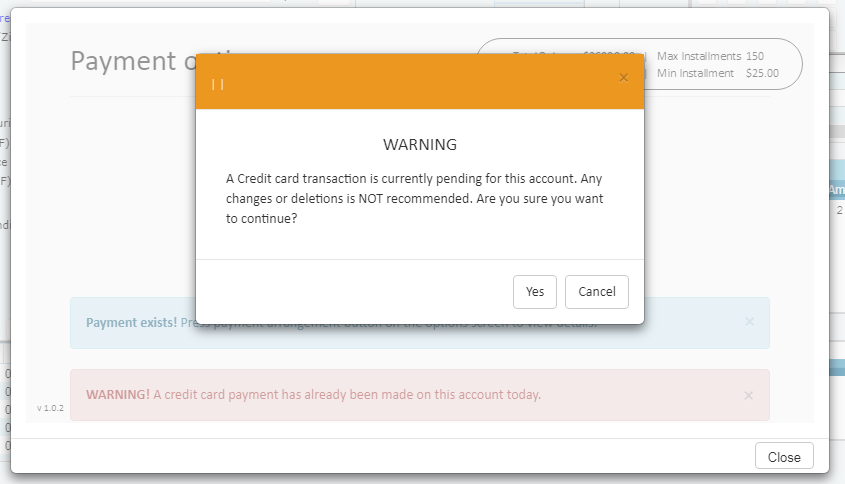 Payment o
Max Installments 150
Min Installment $25.00
x
WARNING
A Credit card transaction is currently pending for this account. Any
changes or deletions is NOT recommended. Are you sure you want
to continue?
Yes
Cancel
Payment exists! Press payment arrangement button on the options screen to view details.
x
WARNING! A credit card payment has already been made on this account today.
x
v 1.0.2
Close
Am
2